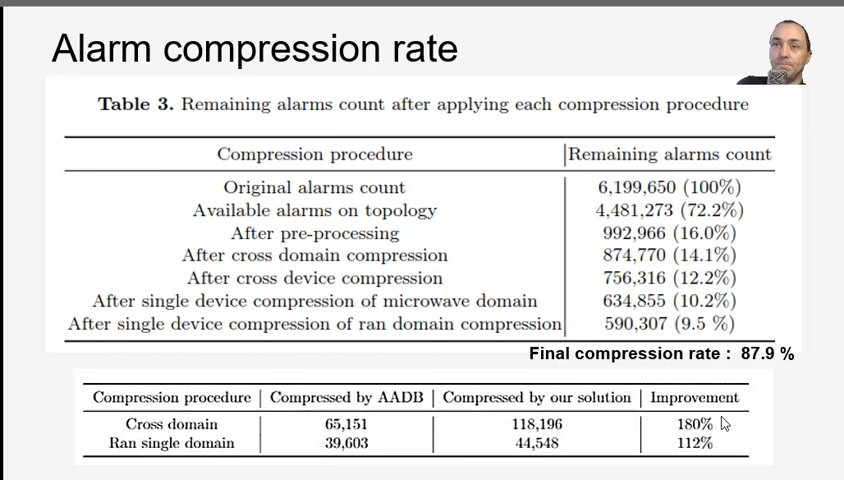 Alarm compression rate
Table 3. Remaining alarms count after applying each compression procedure
Compression procedure Remaining alarms count
Original alarms count 6,199,650 (100%)
Available alarms on topology 4,481,273 (72.2%)
After pre-processing 992,966 (16.0%)
After cross domain compression 874,770 (14.1%)
After cross device compression 756,316 (12.2%)
After single device compression of microwave domain 634,855 (10.2%)
After single device compression of ran domain compression 590,307 (9.5 %)
Final compression rate : 87.9 %
Compression procedure Compressed by AADB Compressed by our solution Improvement
Cross domain 65,151 118,196 180%
Ran single domain 39,603 44,548 112%